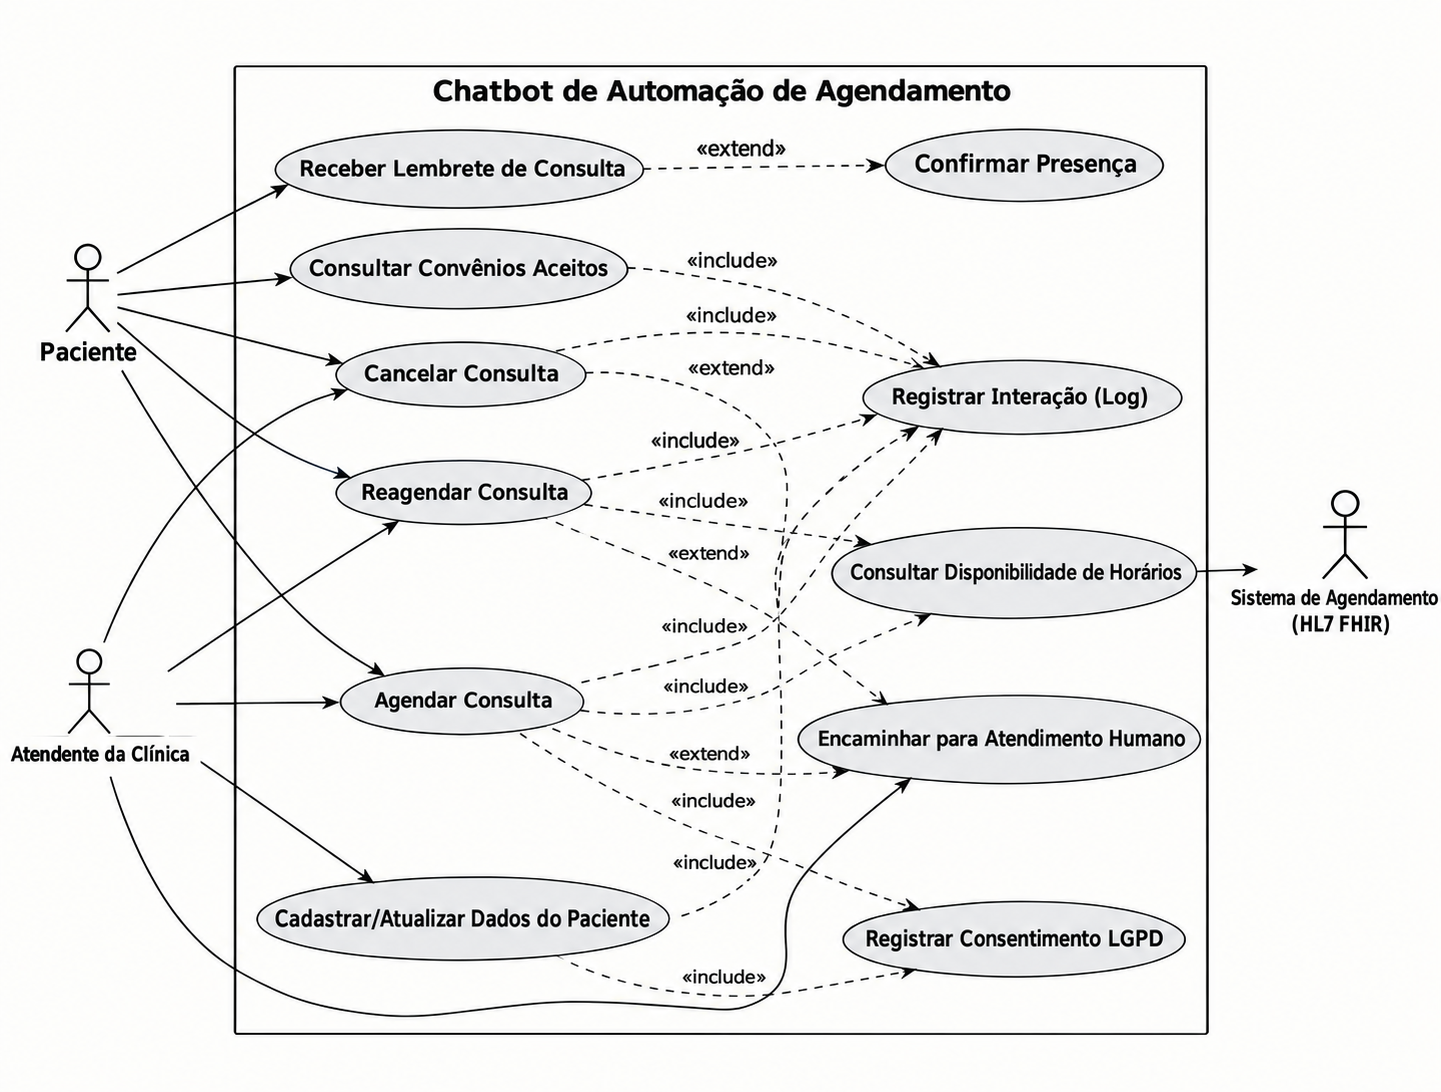 Chatbot de Automação de Agendamento
Receber Lembrete de Consulta
«extend»
Confirmar Presença
Consultar Convênios Aceitos
«include»
«include»
Paciente
Cancelar Consulta
«extend»
Registrar Interação (Log)
«include»
Reagendar Consulta
«include»
«extend»
Consultar Disponibilidade de Horários
Sistema de Agendamento
(HL7 FHIR)
«include»
«include»
Agendar Consulta
Atendente da Clínica
«extend»
Encaminhar para Atendimento Humano
«include»
«include»
Cadastrar/Atualizar Dados do Paciente
Registrar Consentimento LGPD
«include»